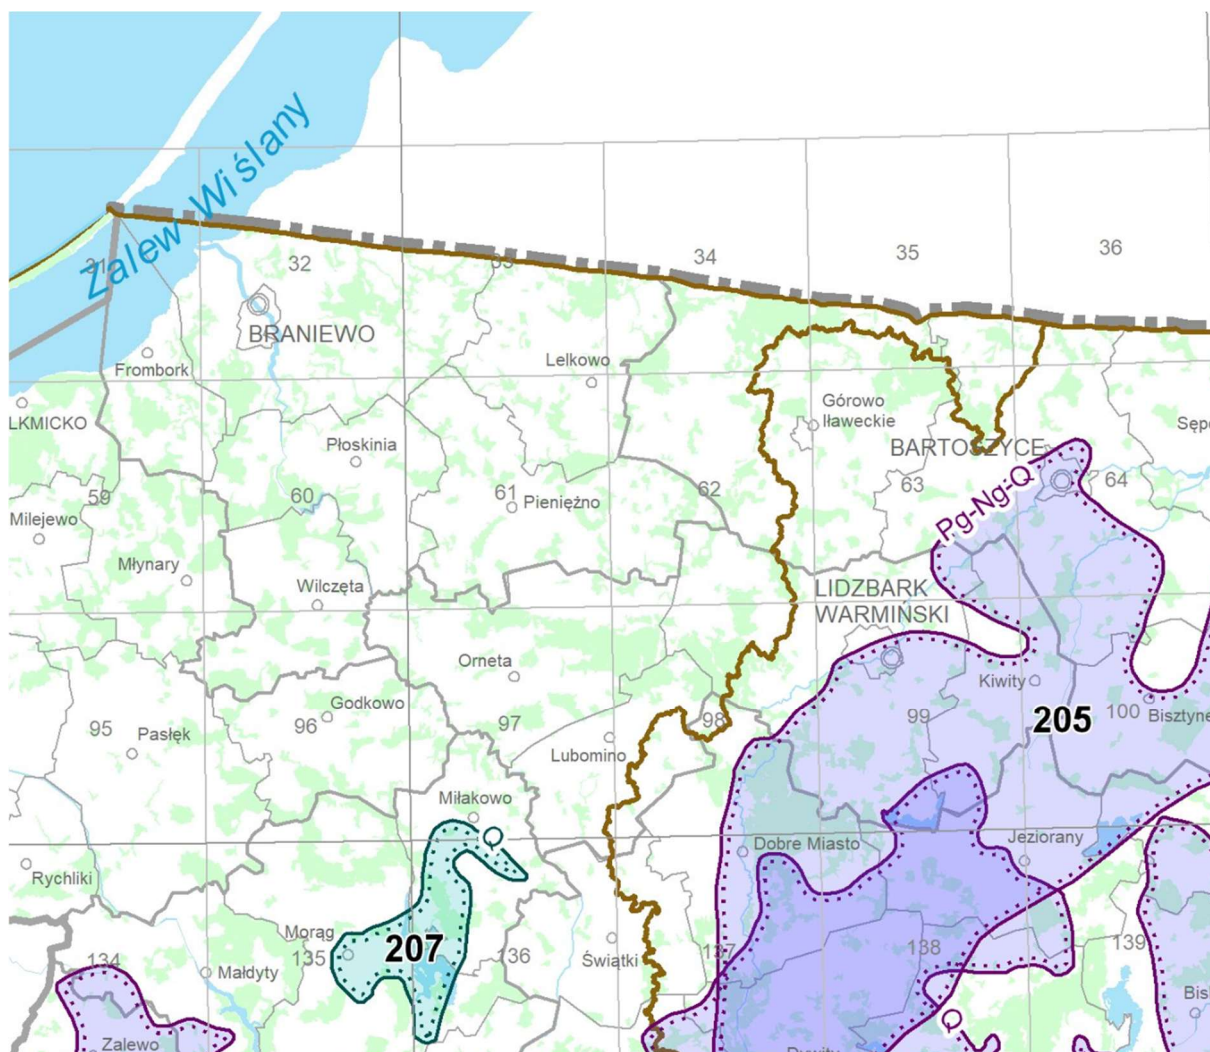 Zalew Wiślany
31
32
33
34
35
36
BRANIEWO
Frombork
Lelkowo
LKMICKO
Górowo
Iławeckie
Sępo
Płoskinia
BARTOSZYCE
59
60
61
62
63
64
Pieniężno
Pg-Ng-Q
Milejewo
Młynary
Wilczęta
LIDZBARK
WARMIŃSKI
Orneta
Kiwity
Godkowo
95
96
97
98
99
205
100
Bisztyne
Pasłęk
Lubomino
Miłakowo
Q
Jeziorany
Dobre Miasto
Rychliki
Morąg
207
134
135
136
137
138
139
Małdyty
Świątki
Bis
Q
Zalewo
Dywity